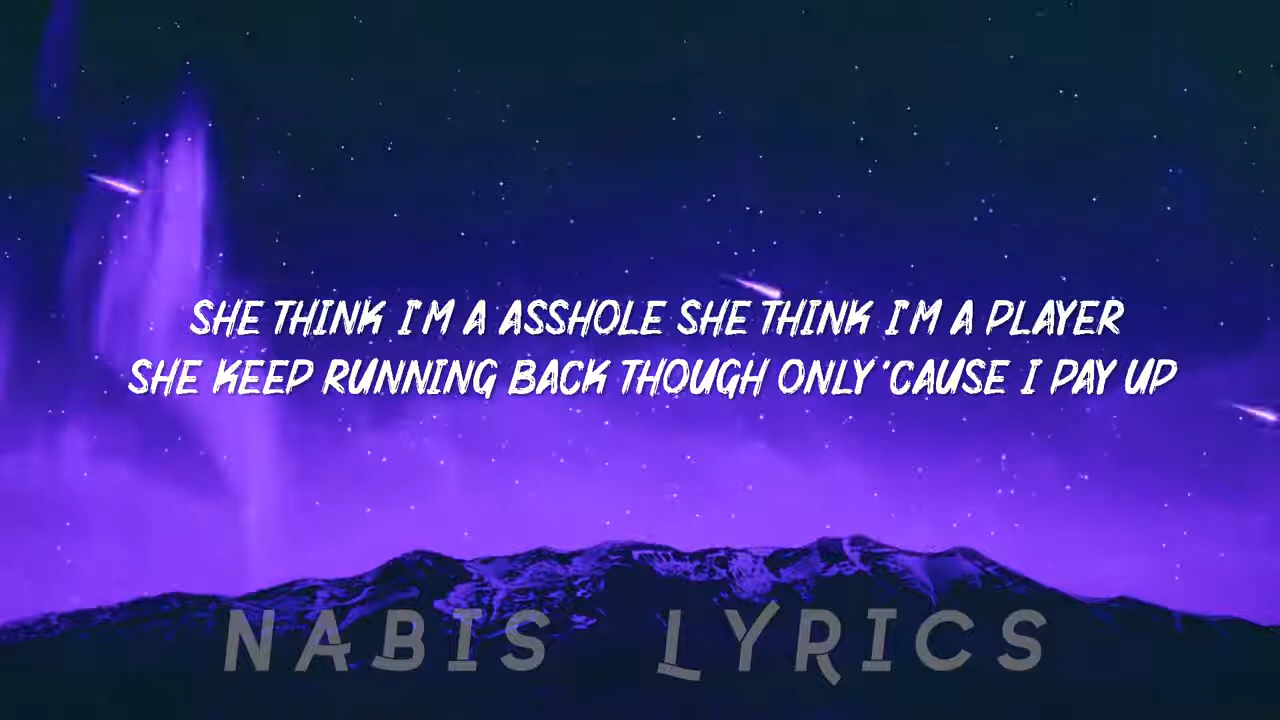 SHE THINK I'M A ASSHOLE SHE THINK I'M A PLAYER
SHE KEEP RUNNING BACK THOUGH ONLY 'CAUSE I PAY UP
NABIS LYRICS